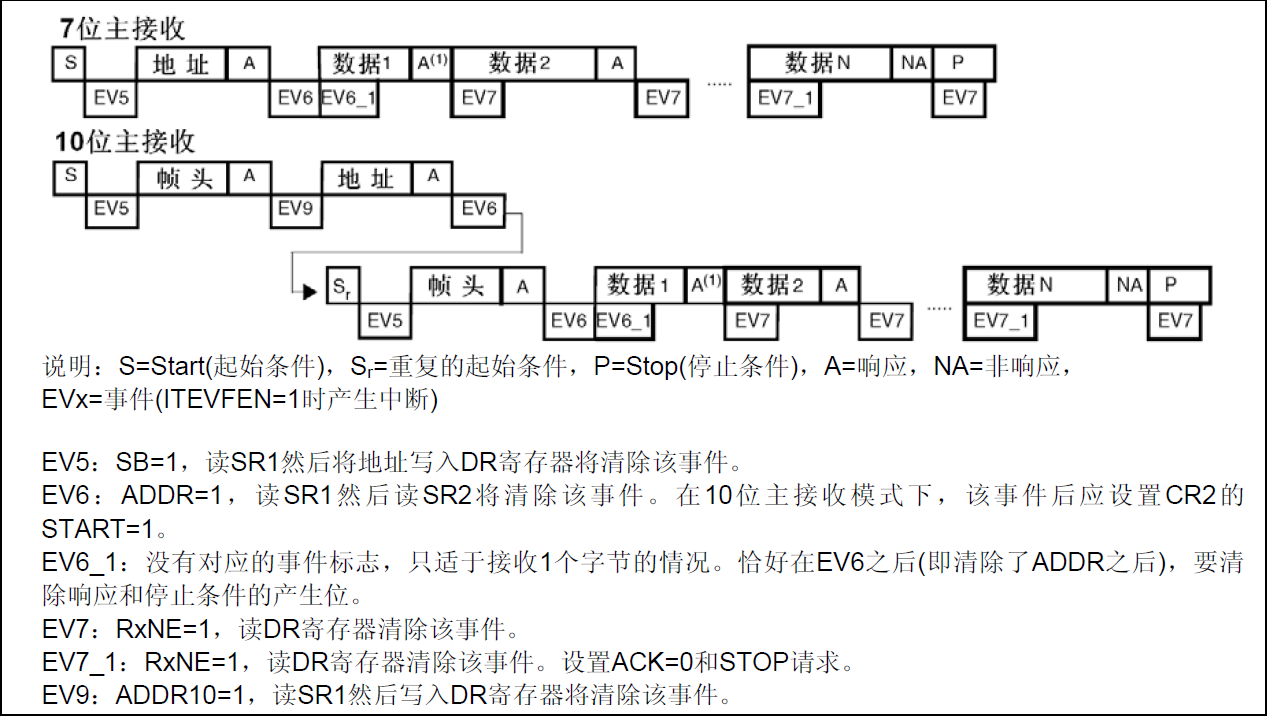 7位主接收
S 地 址 A 数据1 A(1) 数据2 A ..... 数据N NA P
EV5 EV6 EV6_1 EV7 EV7 EV7_1 EV7
10位主接收
S 帧 头 A 地 址 A
EV5 EV9 EV6
Sr 帧 头 A 数据1 A(1) 数据2 A ..... 数据N NA P
EV5 EV6 EV6_1 EV7 EV7 EV7_1 EV7
说明：S=Start(起始条件)，Sr=重复的起始条件，P=Stop(停止条件)，A=响应，NA=非响应，
EVx=事件(ITEVFEN=1时产生中断)
EV5：SB=1，读SR1然后将地址写入DR寄存器将清除该事件。
EV6：ADDR=1，读SR1然后读SR2将清除该事件。在10位主接收模式下，该事件后应设置CR2的
START=1。
EV6_1：没有对应的事件标志，只适于接收1个字节的情况。恰好在EV6之后(即清除了ADDR之后)，要清
除响应和停止条件的产生位。
EV7：RxNE=1，读DR寄存器清除该事件。
EV7_1：RxNE=1，读DR寄存器清除该事件。设置ACK=0和STOP请求。
EV9：ADDR10=1，读SR1然后写入DR寄存器将清除该事件。